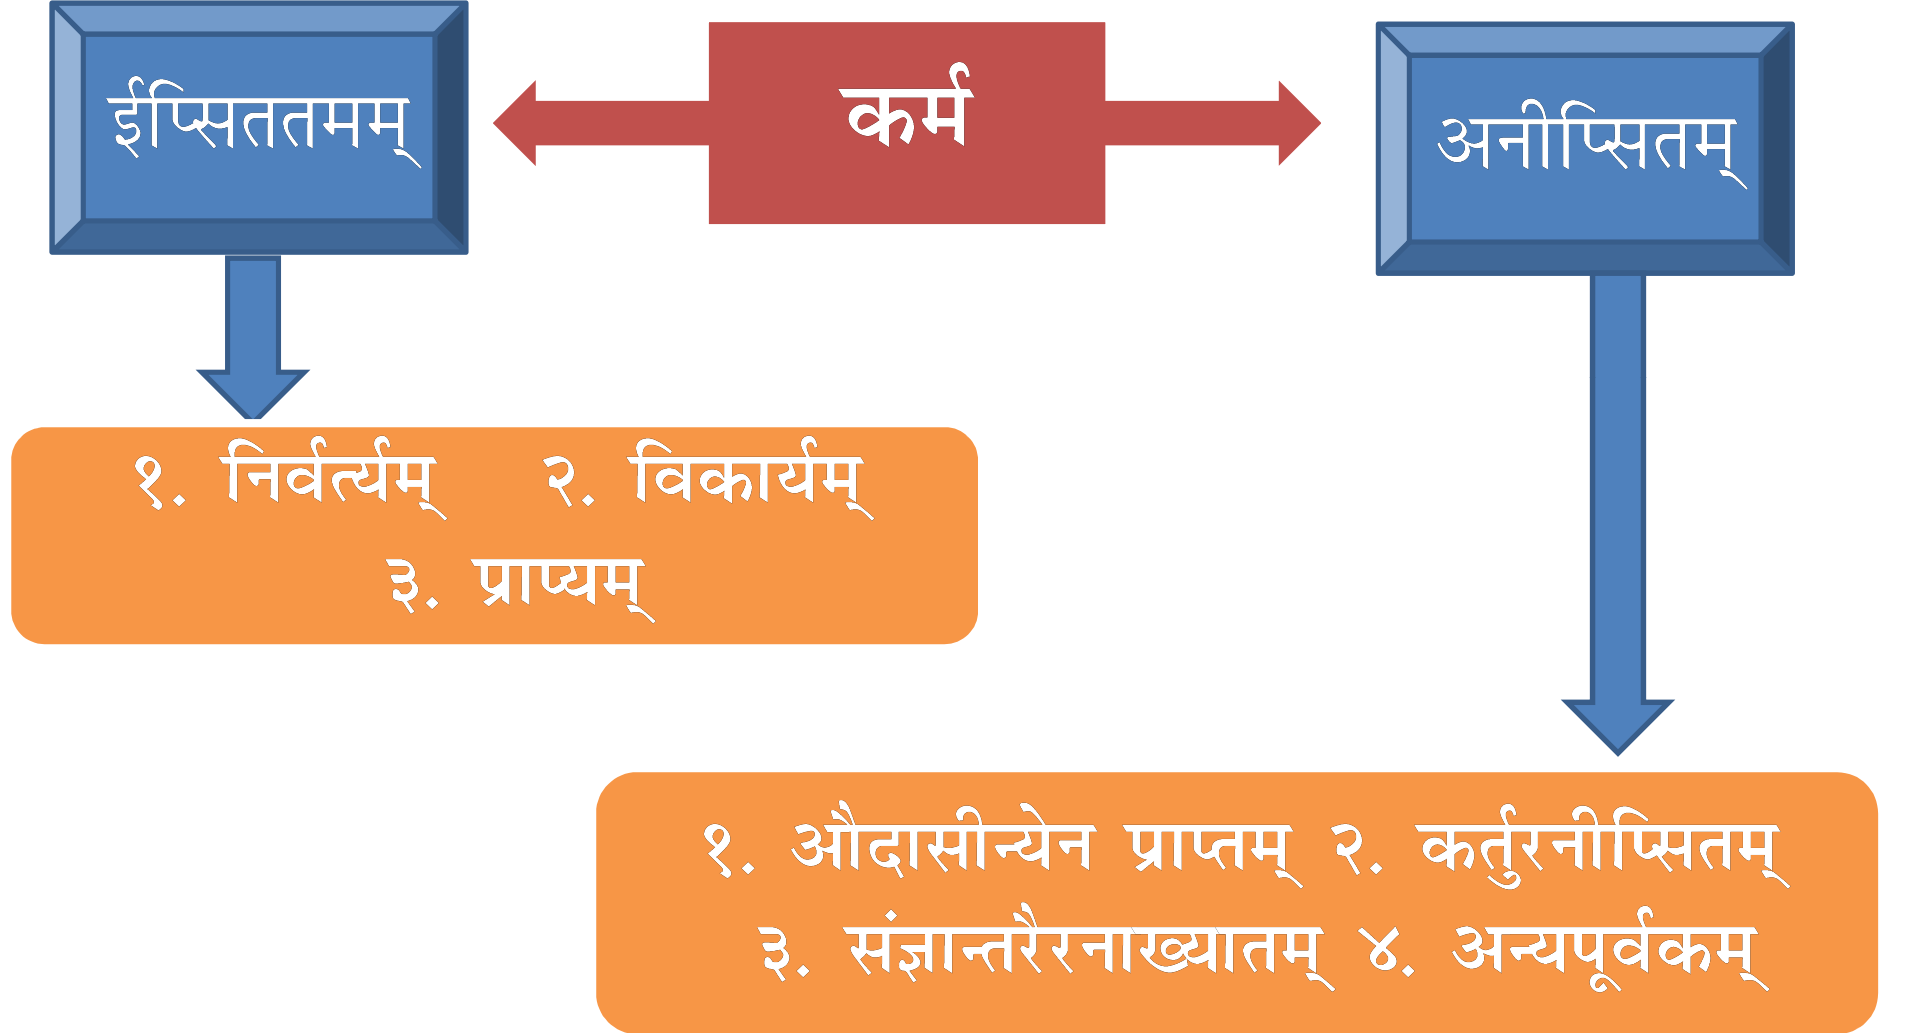 ईप्सिततमम्
कर्म
अनीप्सितम्
१. निर्वर्त्यम् २. विकार्यम्
३. प्राप्यम्
१. औदासीन्येन प्राप्तम् २. कर्तुरनीप्सितम्
३. संज्ञान्तरैरनाख्यातम् ४. अन्यपूर्वकम्